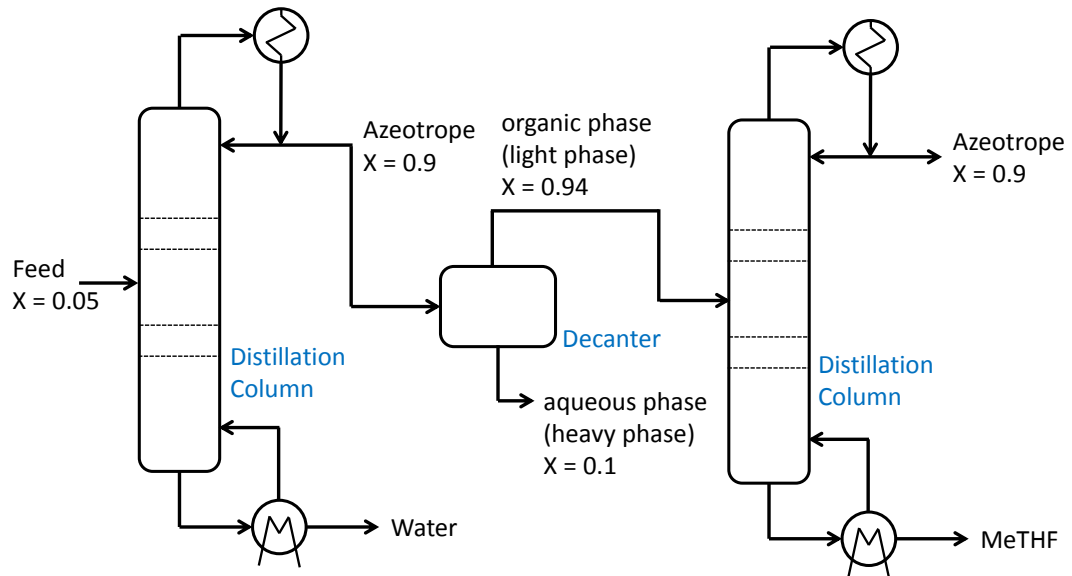 Feed
X = 0.05
Distillation
Column
Water
Azeotrope
X = 0.9
organic phase
(light phase)
X = 0.94
Decanter
aqueous phase
(heavy phase)
X = 0.1
Distillation
Column
Azeotrope
X = 0.9
MeTHF